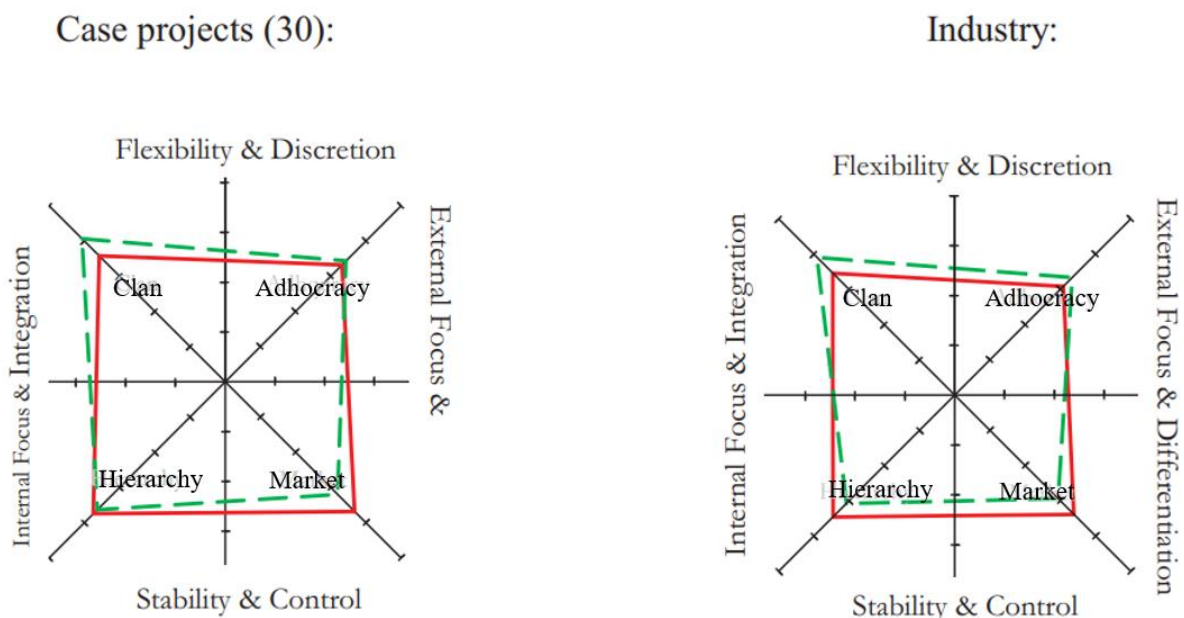 Case projects (30):
Industry:
Flexibility & Discretion
Internal Focus & Integration
External Focus &
Clan
Adhocracy
Hierarchy
Market
Stability & Control
Flexibility & Discretion
Internal Focus & Integration
External Focus & Differentiation
Clan
Adhocracy
Hierarchy
Market
Stability & Control